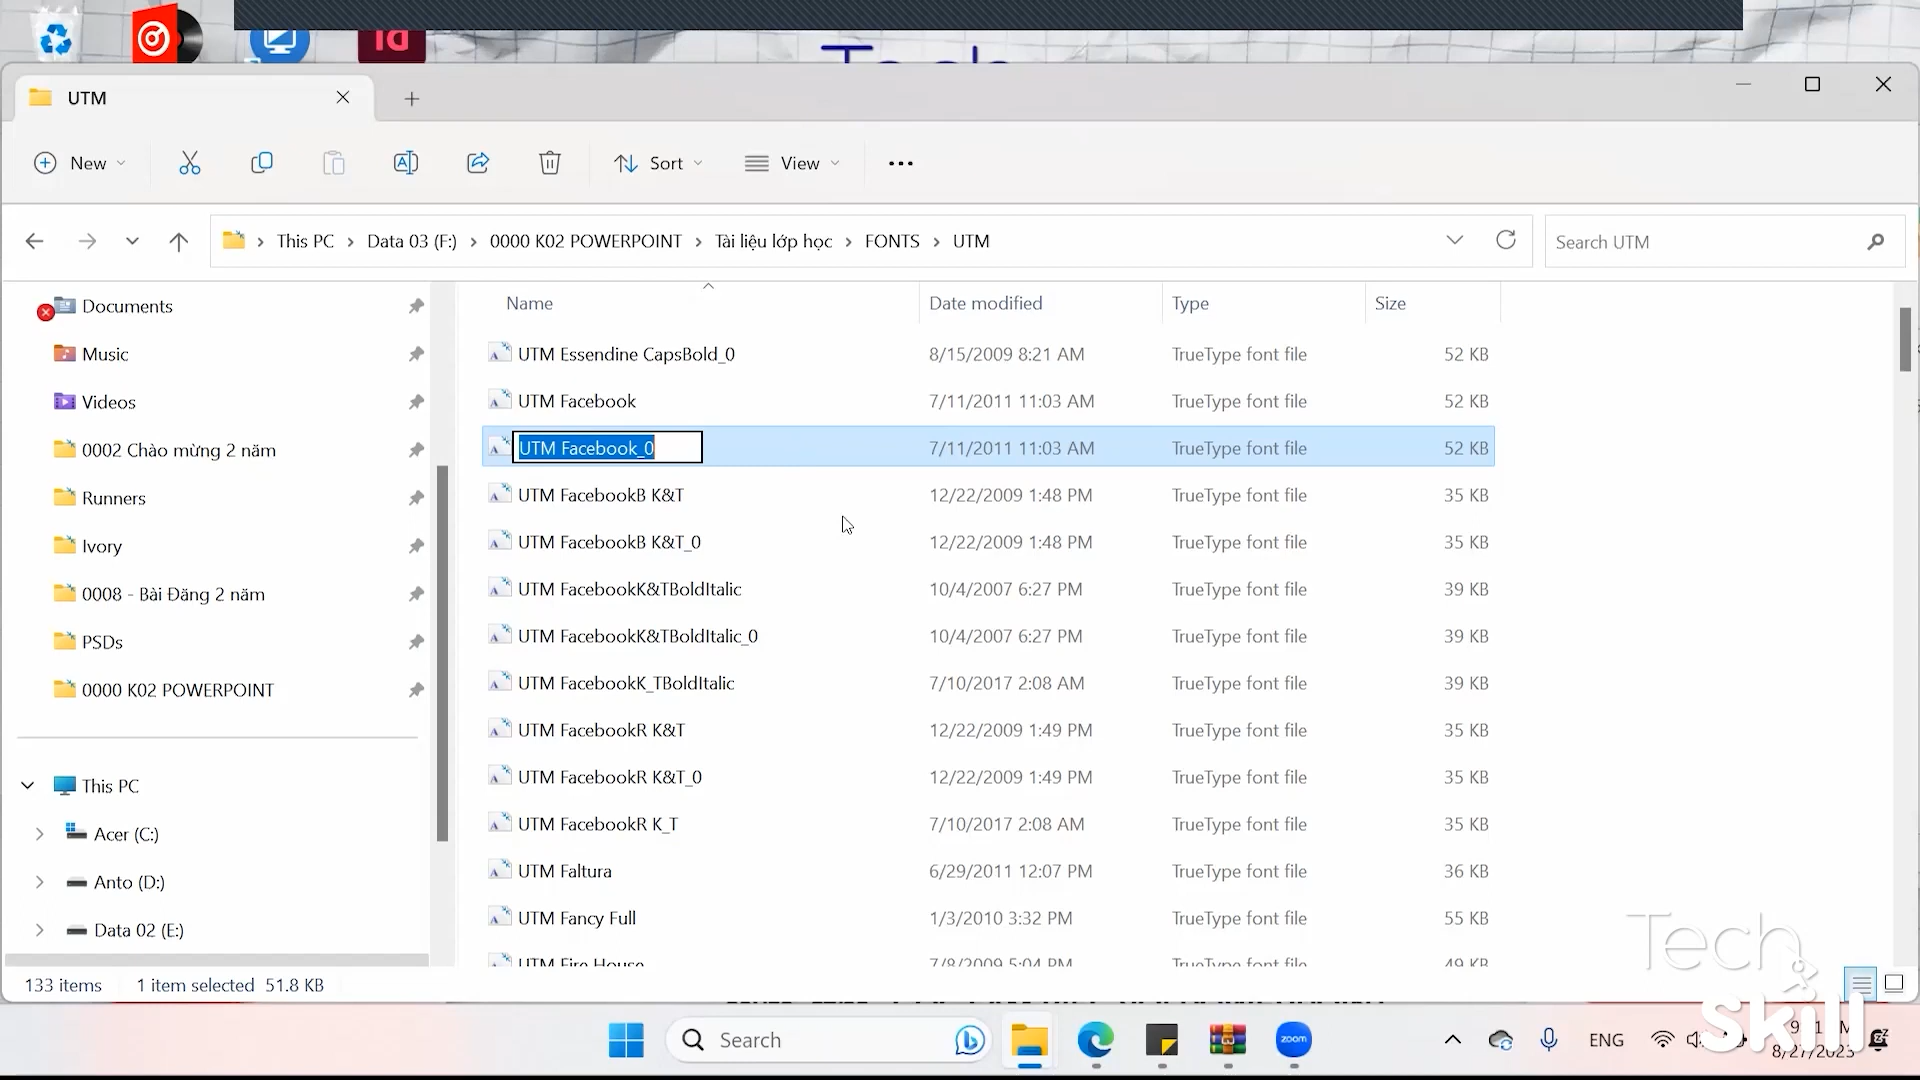 UTM
New
Sort
View
This PC
Data 03 (F:)
0000 K02 POWERPOINT
Tài liệu lớp học
FONTS
UTM
Search UTM
Documents
Music
Videos
0002 Chào mừng 2 năm
Runners
Ivory
0008 - Bài Đăng 2 năm
PSDs
0000 K02 POWERPOINT
This PC
Acer (C:)
Anto (D:)
Data 02 (E:)
Name Date modified Type Size
UTM Essendine CapsBold_0 8/15/2009 8:21 AM TrueType font file 52 KB
UTM Facebook 7/11/2011 11:03 AM TrueType font file 52 KB
UTM Facebook_0 7/11/2011 11:03 AM TrueType font file 52 KB
UTM FacebookB K&T 12/22/2009 1:48 PM TrueType font file 35 KB
UTM FacebookB K&T_0 12/22/2009 1:48 PM TrueType font file 35 KB
UTM FacebookK&TBoldItalic 10/4/2007 6:27 PM TrueType font file 39 KB
UTM FacebookK&TBoldItalic_0 10/4/2007 6:27 PM TrueType font file 39 KB
UTM FacebookK_TBoldItalic 7/10/2017 2:08 AM TrueType font file 39 KB
UTM FacebookR K&T 12/22/2009 1:49 PM TrueType font file 35 KB
UTM FacebookR K&T_0 12/22/2009 1:49 PM TrueType font file 35 KB
UTM FacebookR K_T 7/10/2017 2:08 AM TrueType font file 35 KB
UTM Faltura 6/29/2011 12:07 PM TrueType font file 36 KB
UTM Fancy Full 1/3/2010 3:32 PM TrueType font file 55 KB
UTM Fire House 7/8/2009 5:04 PM TrueType font file 49 KB
133 items 1 item selected 51.8 KB
Tech
Skill
Search
zoom
ENG
8/27/2023